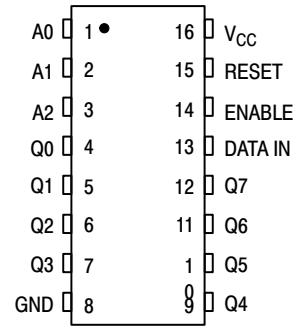 A0 1 16 VCC
A1 2 15 RESET
A2 3 14 ENABLE
Q0 4 13 DATA IN
Q1 5 12 Q7
Q2 6 11 Q6
Q3 7 1 Q5
0
GND 8 9 Q4